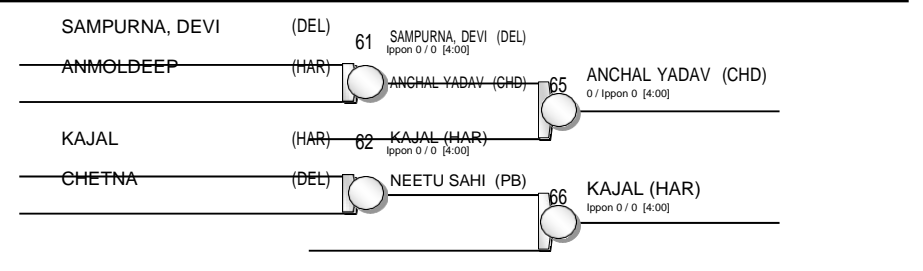 SAMPURNA, DEVI (DEL)
61 SAMPURNA, DEVI (DEL)
Ippon 0 / 0 [4:00]
ANMOLDEEP (HAR)
ANCHAL YADAV (CHD)
65 ANCHAL YADAV (CHD)
0 / Ippon 0 [4:00]
KAJAL (HAR)
62 KAJAL (HAR)
Ippon 0 / 0 [4:00]
CHETNA (DEL)
NEETU SAHI (PB)
66 KAJAL (HAR)
Ippon 0 / 0 [4:00]